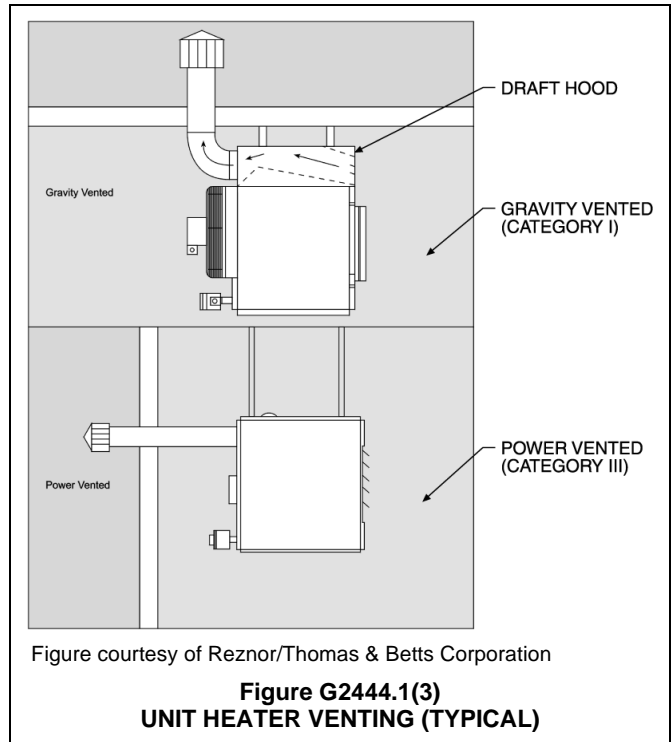 DRAFT HOOD
Gravity Vented
GRAVITY VENTED
(CATEGORY I)
POWER VENTED
(CATEGORY III)
Power Vented
Figure courtesy of Reznor/Thomas & Betts Corporation
Figure G2444.1(3)
UNIT HEATER VENTING (TYPICAL)